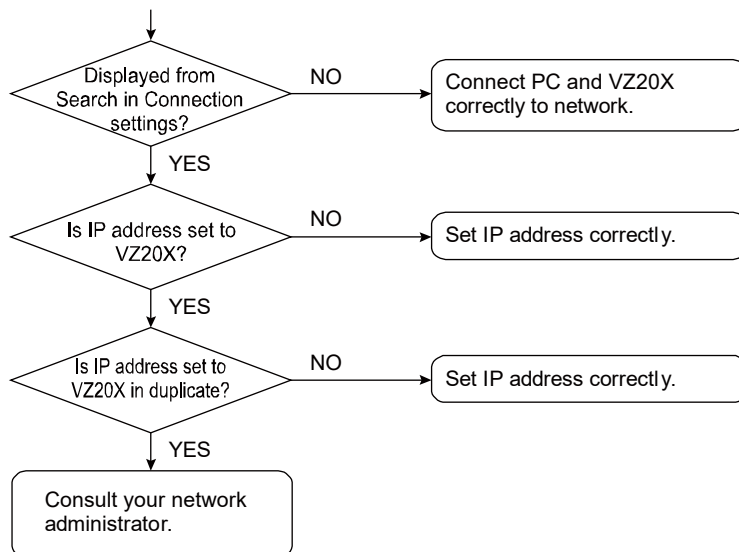 Displayed from
Search in Connection
settings?
NO
Connect PC and VZ20X
correctly to network.
YES
Is IP address set to
VZ20X?
NO
Set IP address correctly.
YES
Is IP address set to
VZ20X in duplicate?
NO
Set IP address correctly.
YES
Consult your network
administrator.